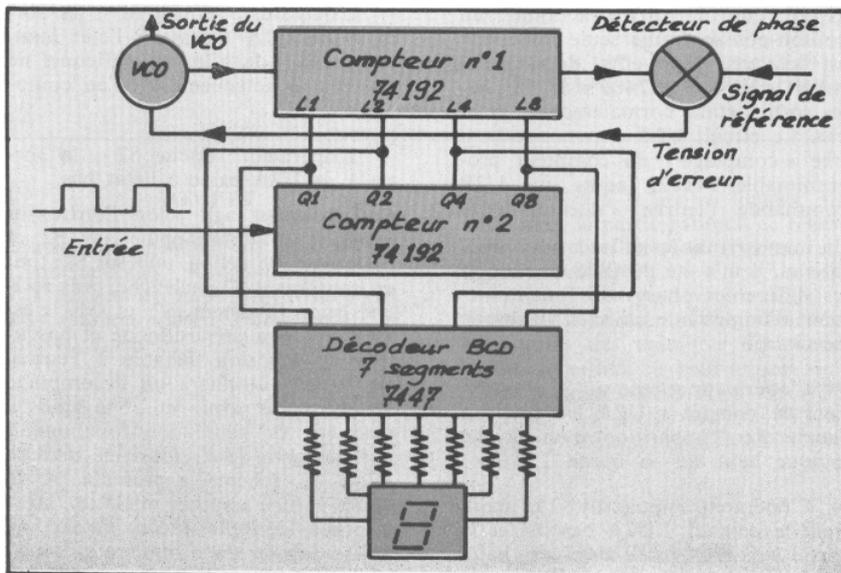 Sortie du
VCO
VCO
Compteur n°1
74192
L1 L2 L4 L8
Détecteur de phase
Signal de
référence
Tension
d'erreur
Q1 Q2 Q4 Q8
Compteur n°2
74192
Entrée
Décodeur BCD
7 segments
7447